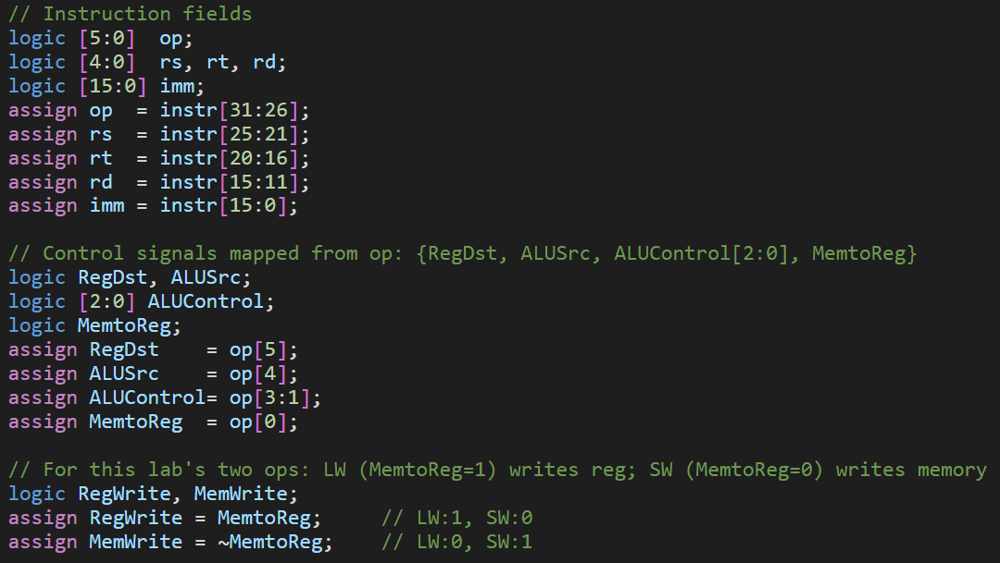 // Instruction fields
logic [5:0]  op;
logic [4:0]  rs, rt, rd;
logic [15:0] imm;
assign op  = instr[31:26];
assign rs  = instr[25:21];
assign rt  = instr[20:16];
assign rd  = instr[15:11];
assign imm = instr[15:0];

// Control signals mapped from op: {RegDst, ALUSrc, ALUControl[2:0], MemtoReg}
logic RegDst, ALUSrc;
logic [2:0] ALUControl;
logic MemtoReg;
assign RegDst    = op[5];
assign ALUSrc    = op[4];
assign ALUControl= op[3:1];
assign MemtoReg  = op[0];

// For this lab's two ops: LW (MemtoReg=1) writes reg; SW (MemtoReg=0) writes memory
logic RegWrite, MemWrite;
assign RegWrite = MemtoReg;     // LW:1, SW:0
assign MemWrite = ~MemtoReg;    // LW:0, SW:1